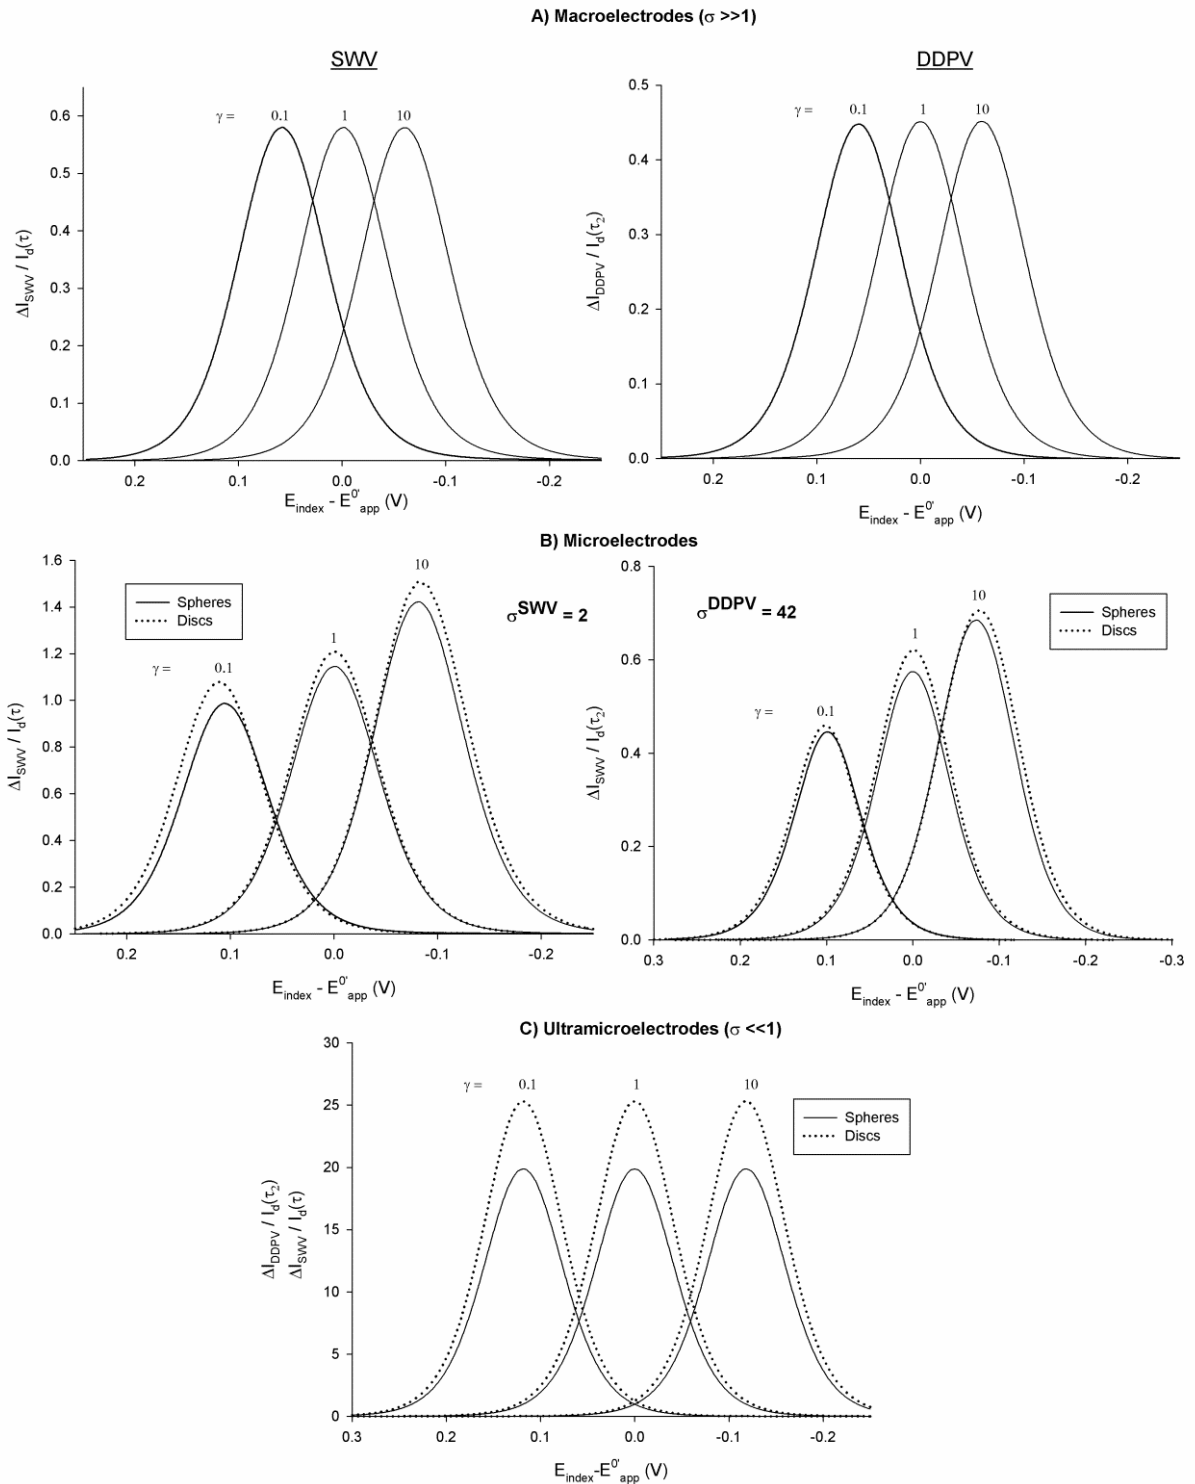 A) Macroelectrodes (σ >>1)
SWV
DDPV
γ = 0.1 1 10
0.6
0.5
0.4
0.3
0.2
0.1
0.0
ΔI_SWV / I_d(τ)
0.2 0.1 0.0 -0.1 -0.2
E_index - E^0'_app (V)
γ = 0.1 1 10
0.5
0.4
0.3
0.2
0.1
0.0
ΔI_DDPV / I_d(τ_2)
0.2 0.1 0.0 -0.1 -0.2
E_index - E^0'_app (V)
B) Microelectrodes
1.6
1.4
1.2
1.0
0.8
0.6
0.4
0.2
0.0
ΔI_SWV / I_d(τ)
Spheres
Discs
σ^SWV = 2
γ = 0.1 1 10
0.2 0.1 0.0 -0.1 -0.2
E_index - E^0'_app (V)
0.8
0.6
0.4
0.2
0.0
ΔI_SWV / I_d(τ_2)
σ^DDPV = 42
Spheres
Discs
γ = 0.1 1 10
0.3 0.2 0.1 0.0 -0.1 -0.2 -0.3
E_index - E^0'_app (V)
C) Ultramicroelectrodes (σ <<1)
30
25
20
15
10
5
0
ΔI_DDPV / I_d(τ_2)
ΔI_SWV / I_d(τ)
γ = 0.1 1 10
Spheres
Discs
0.3 0.2 0.1 0.0 -0.1 -0.2
E_index-E^0'_app (V)